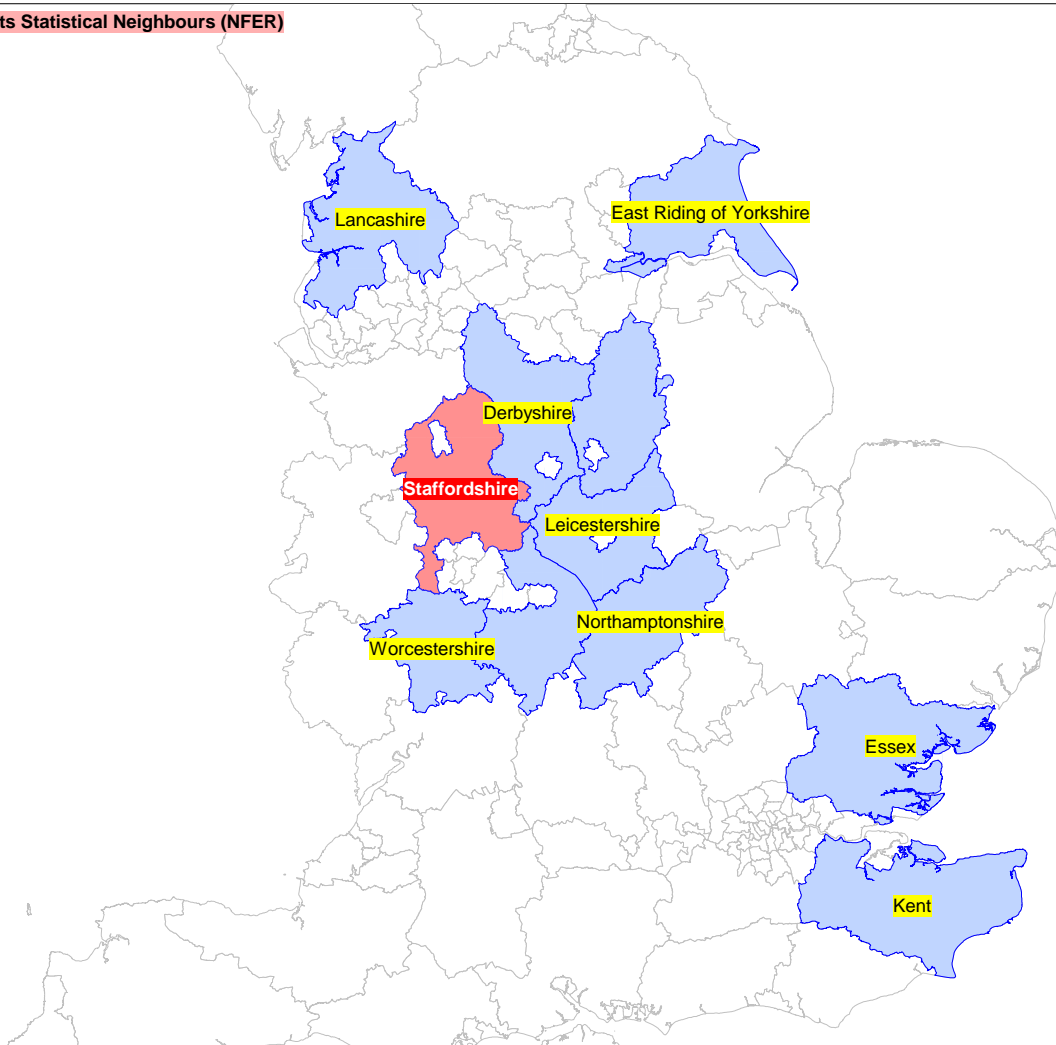 ts Statistical Neighbours (NFER)
Lancashire
East Riding of Yorkshire
Derbyshire
Staffordshire
Leicestershire
Northamptonshire
Worcestershire
Essex
Kent